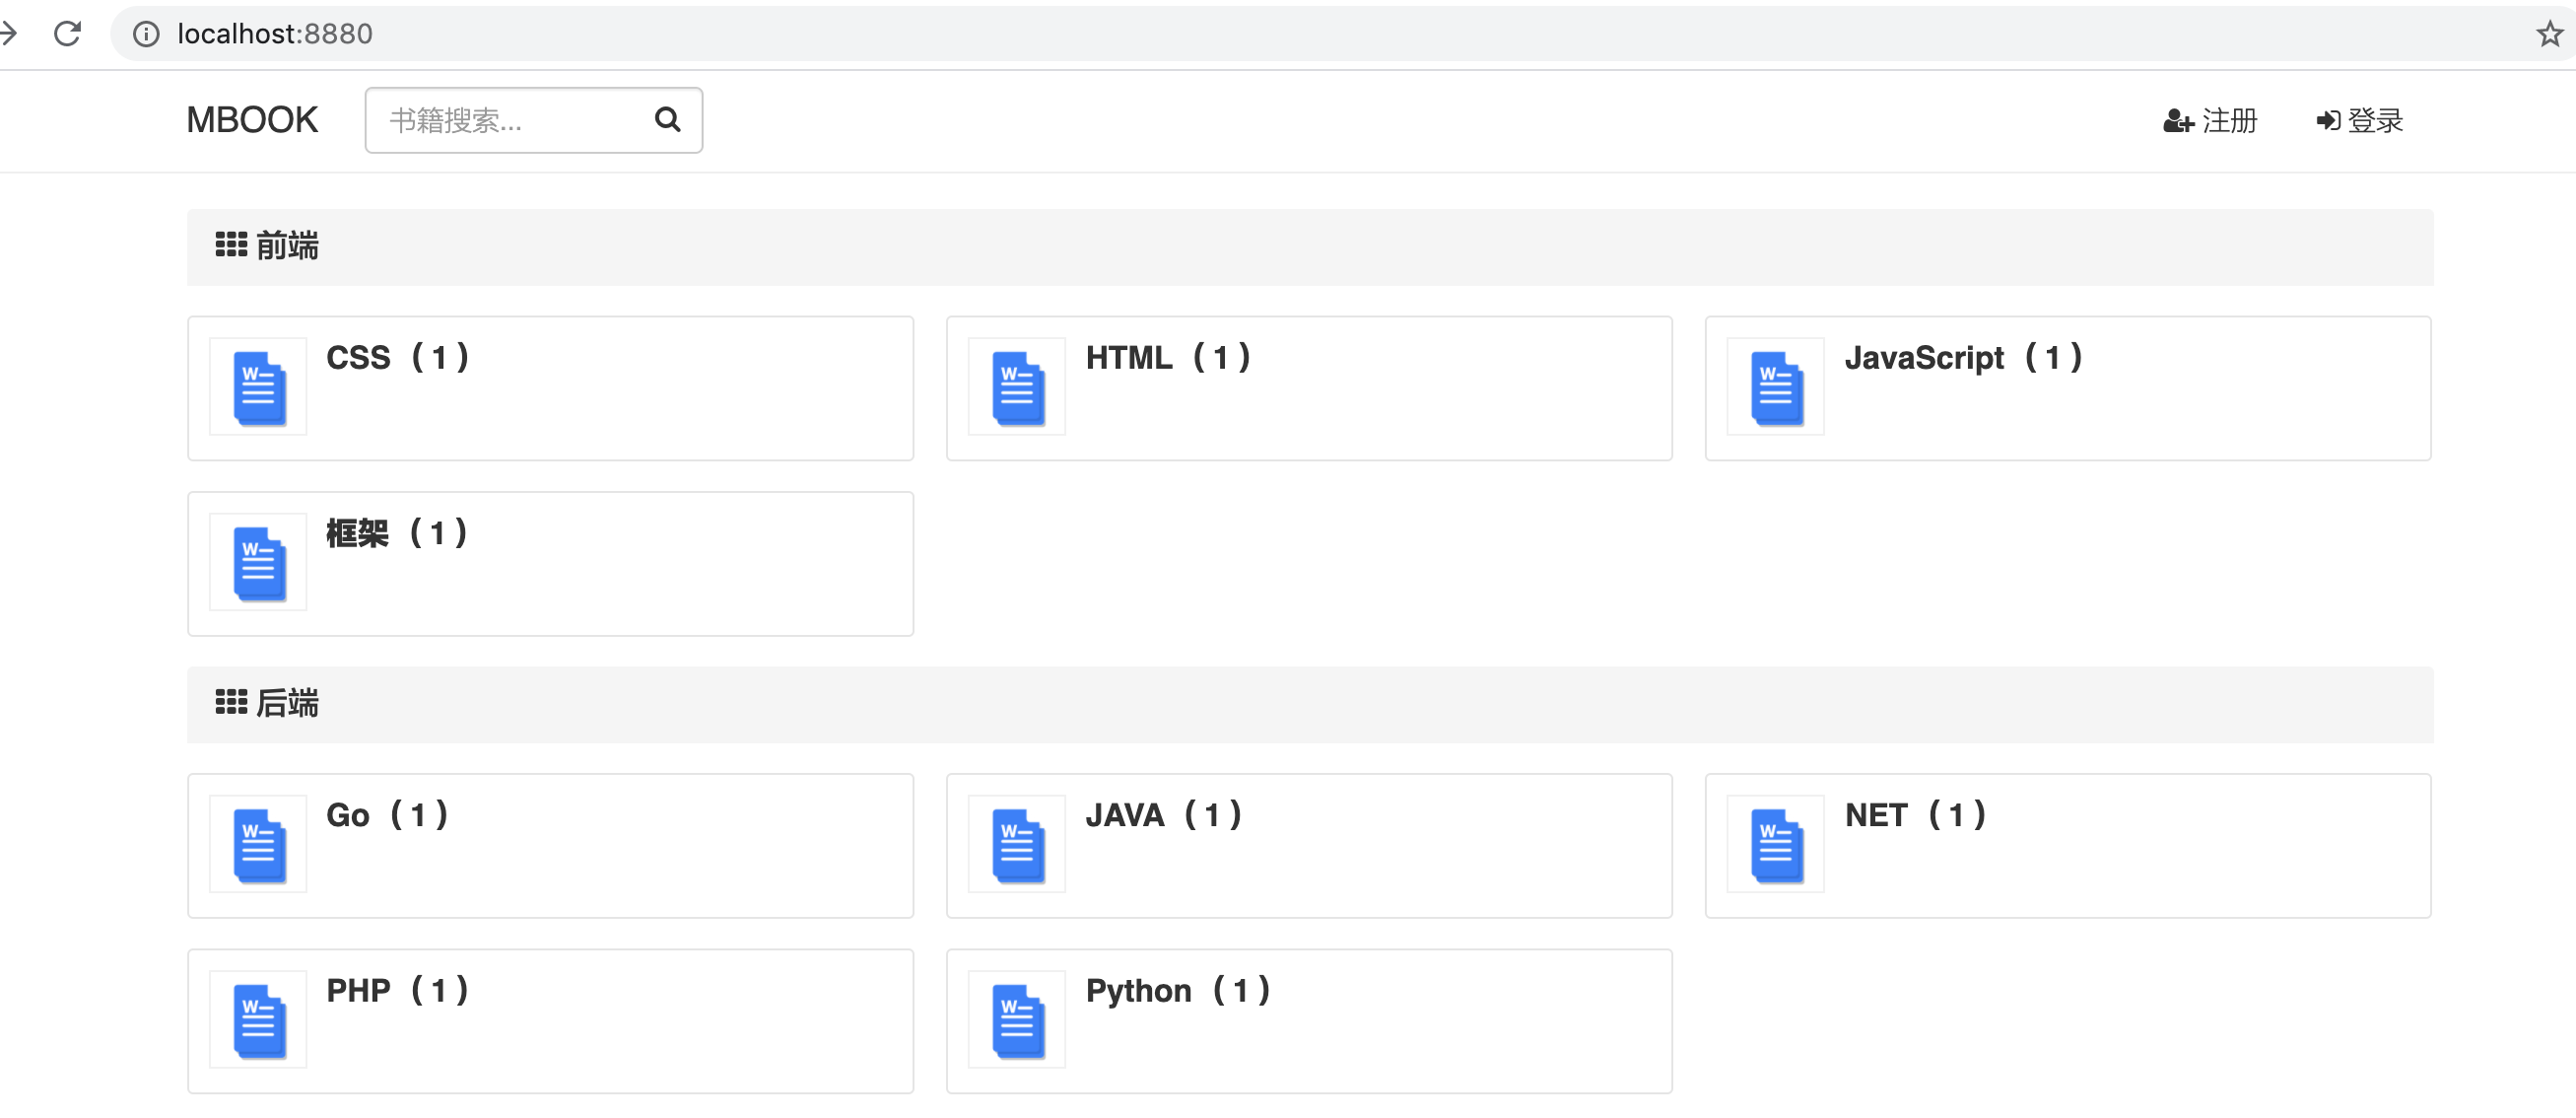 localhost:8880
MBOOK 书籍搜索... 注册 登录
前端
CSS（1）
HTML（1）
JavaScript（1）
框架（1）
后端
Go（1）
JAVA（1）
NET（1）
PHP（1）
Python（1）